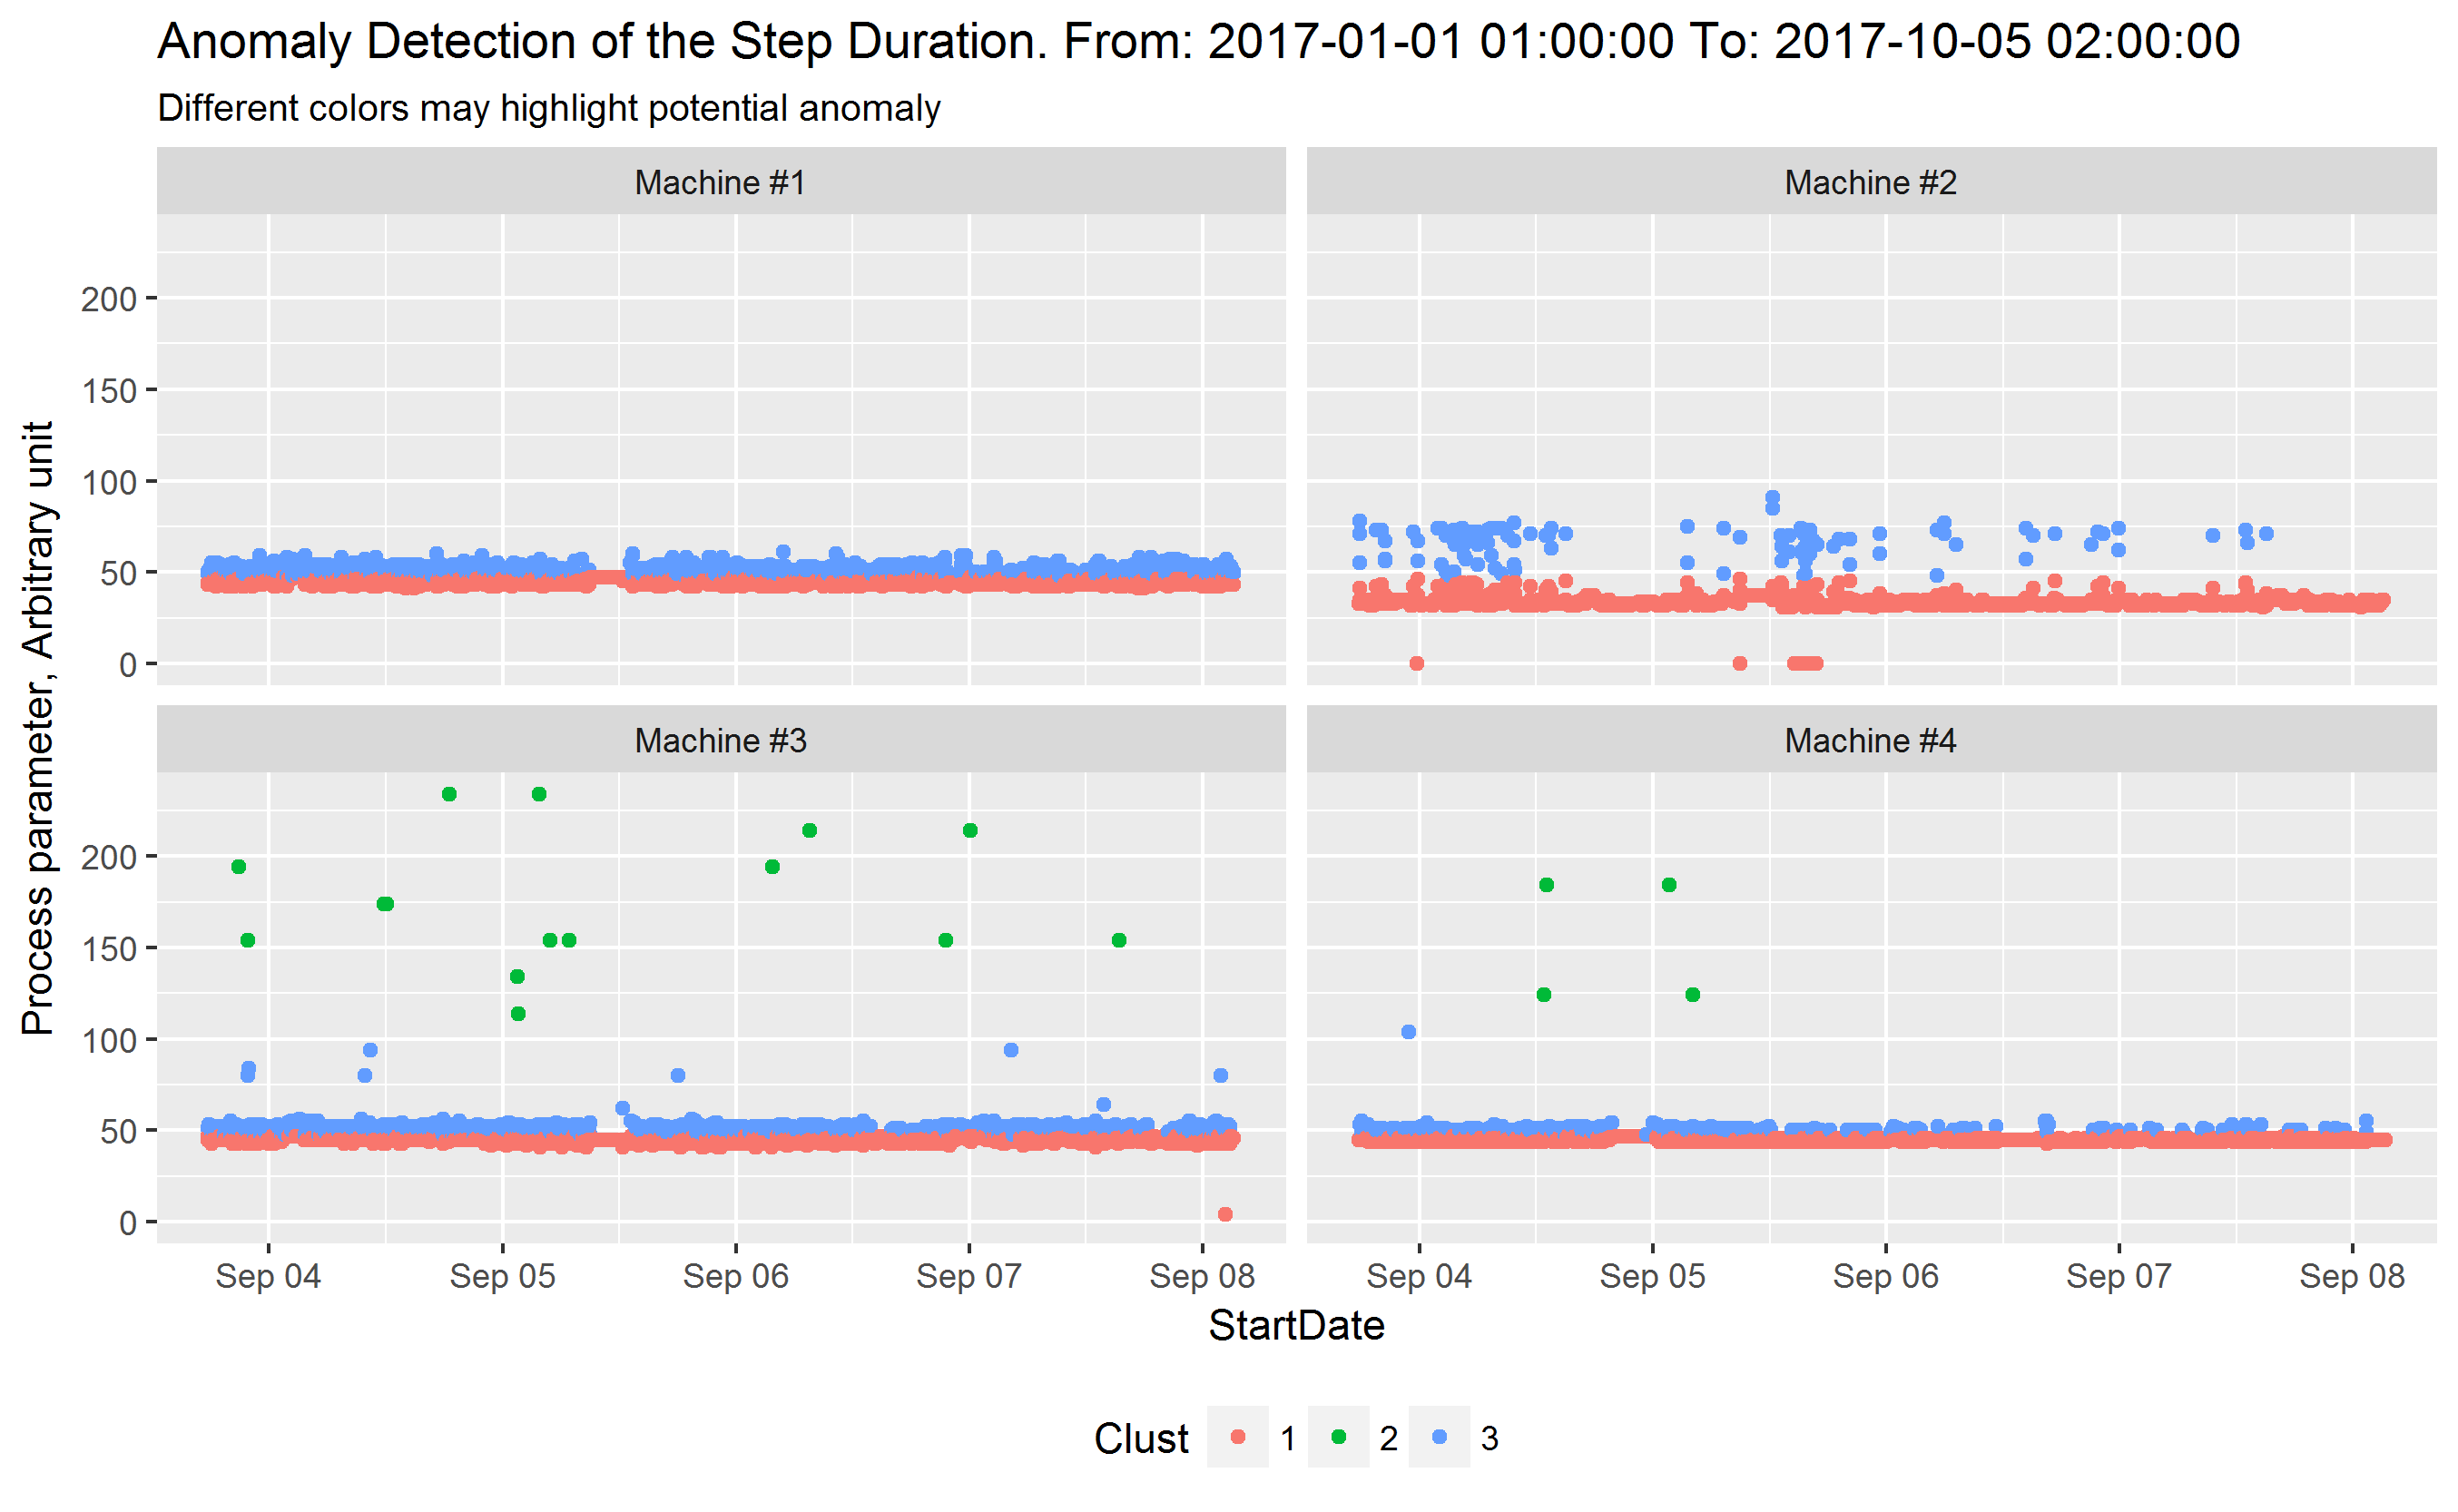 Anomaly Detection of the Step Duration. From: 2017-01-01 01:00:00 To: 2017-10-05 02:00:00
Different colors may highlight potential anomaly
Machine #1
Machine #2
200
150
100
50
0
Machine #3
Machine #4
200
150
100
50
0
Process parameter, Arbitrary unit
Sep 04
Sep 05
Sep 06
Sep 07
Sep 08
Sep 04
Sep 05
Sep 06
Sep 07
Sep 08
StartDate
Clust 1 2 3